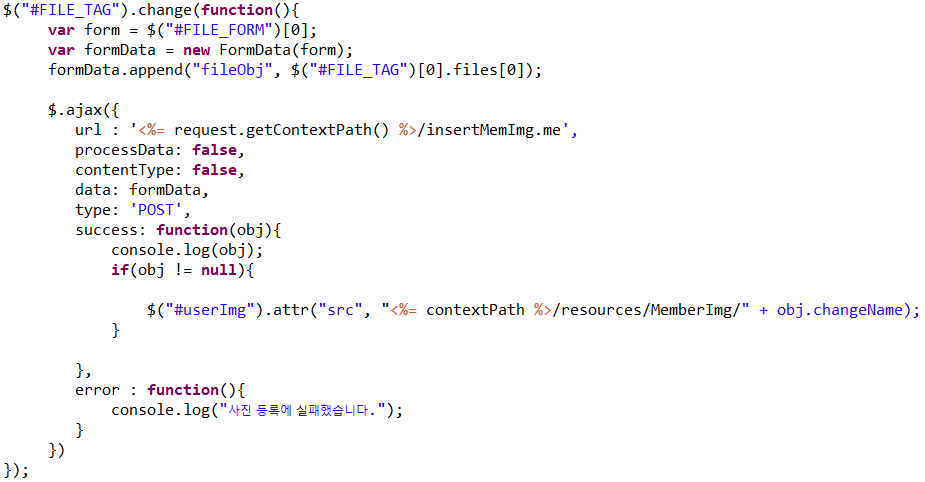 $("#FILE_TAG").change(function(){
var form = $("#FILE_FORM")[0];
var formData = new FormData(form);
formData.append("fileObj", $("#FILE_TAG")[0].files[0]);
$.ajax({
url : '<%= request.getContextPath() %>/insertMemImg.me',
processData: false,
contentType: false,
data: formData,
type: 'POST',
success: function(obj){
console.log(obj);
if(obj != null){
$("#userImg").attr("src", "<%= contextPath %>/resources/MemberImg/" + obj.changeName);
}
},
error : function(){
console.log("사진 등록에 실패했습니다.");
}
})
});